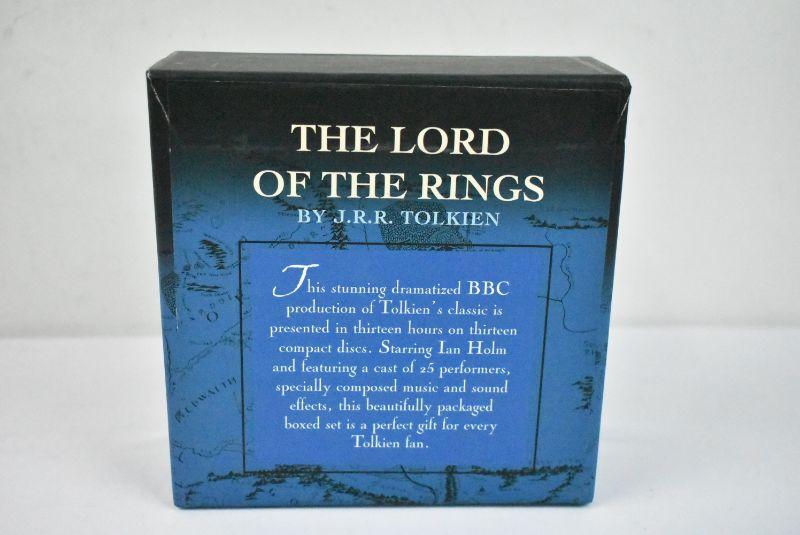 THE LORD
OF THE RINGS
BY J.R.R. TOLKIEN
This stunning dramatized BBC
production of Tolkien's classic is
presented in thirteen hours on thirteen
compact discs. Starring Ian Holm
and featuring a cast of 25 performers,
specially composed music and sound
effects, this beautifully packaged
boxed set is a perfect gift for every
Tolkien fan.